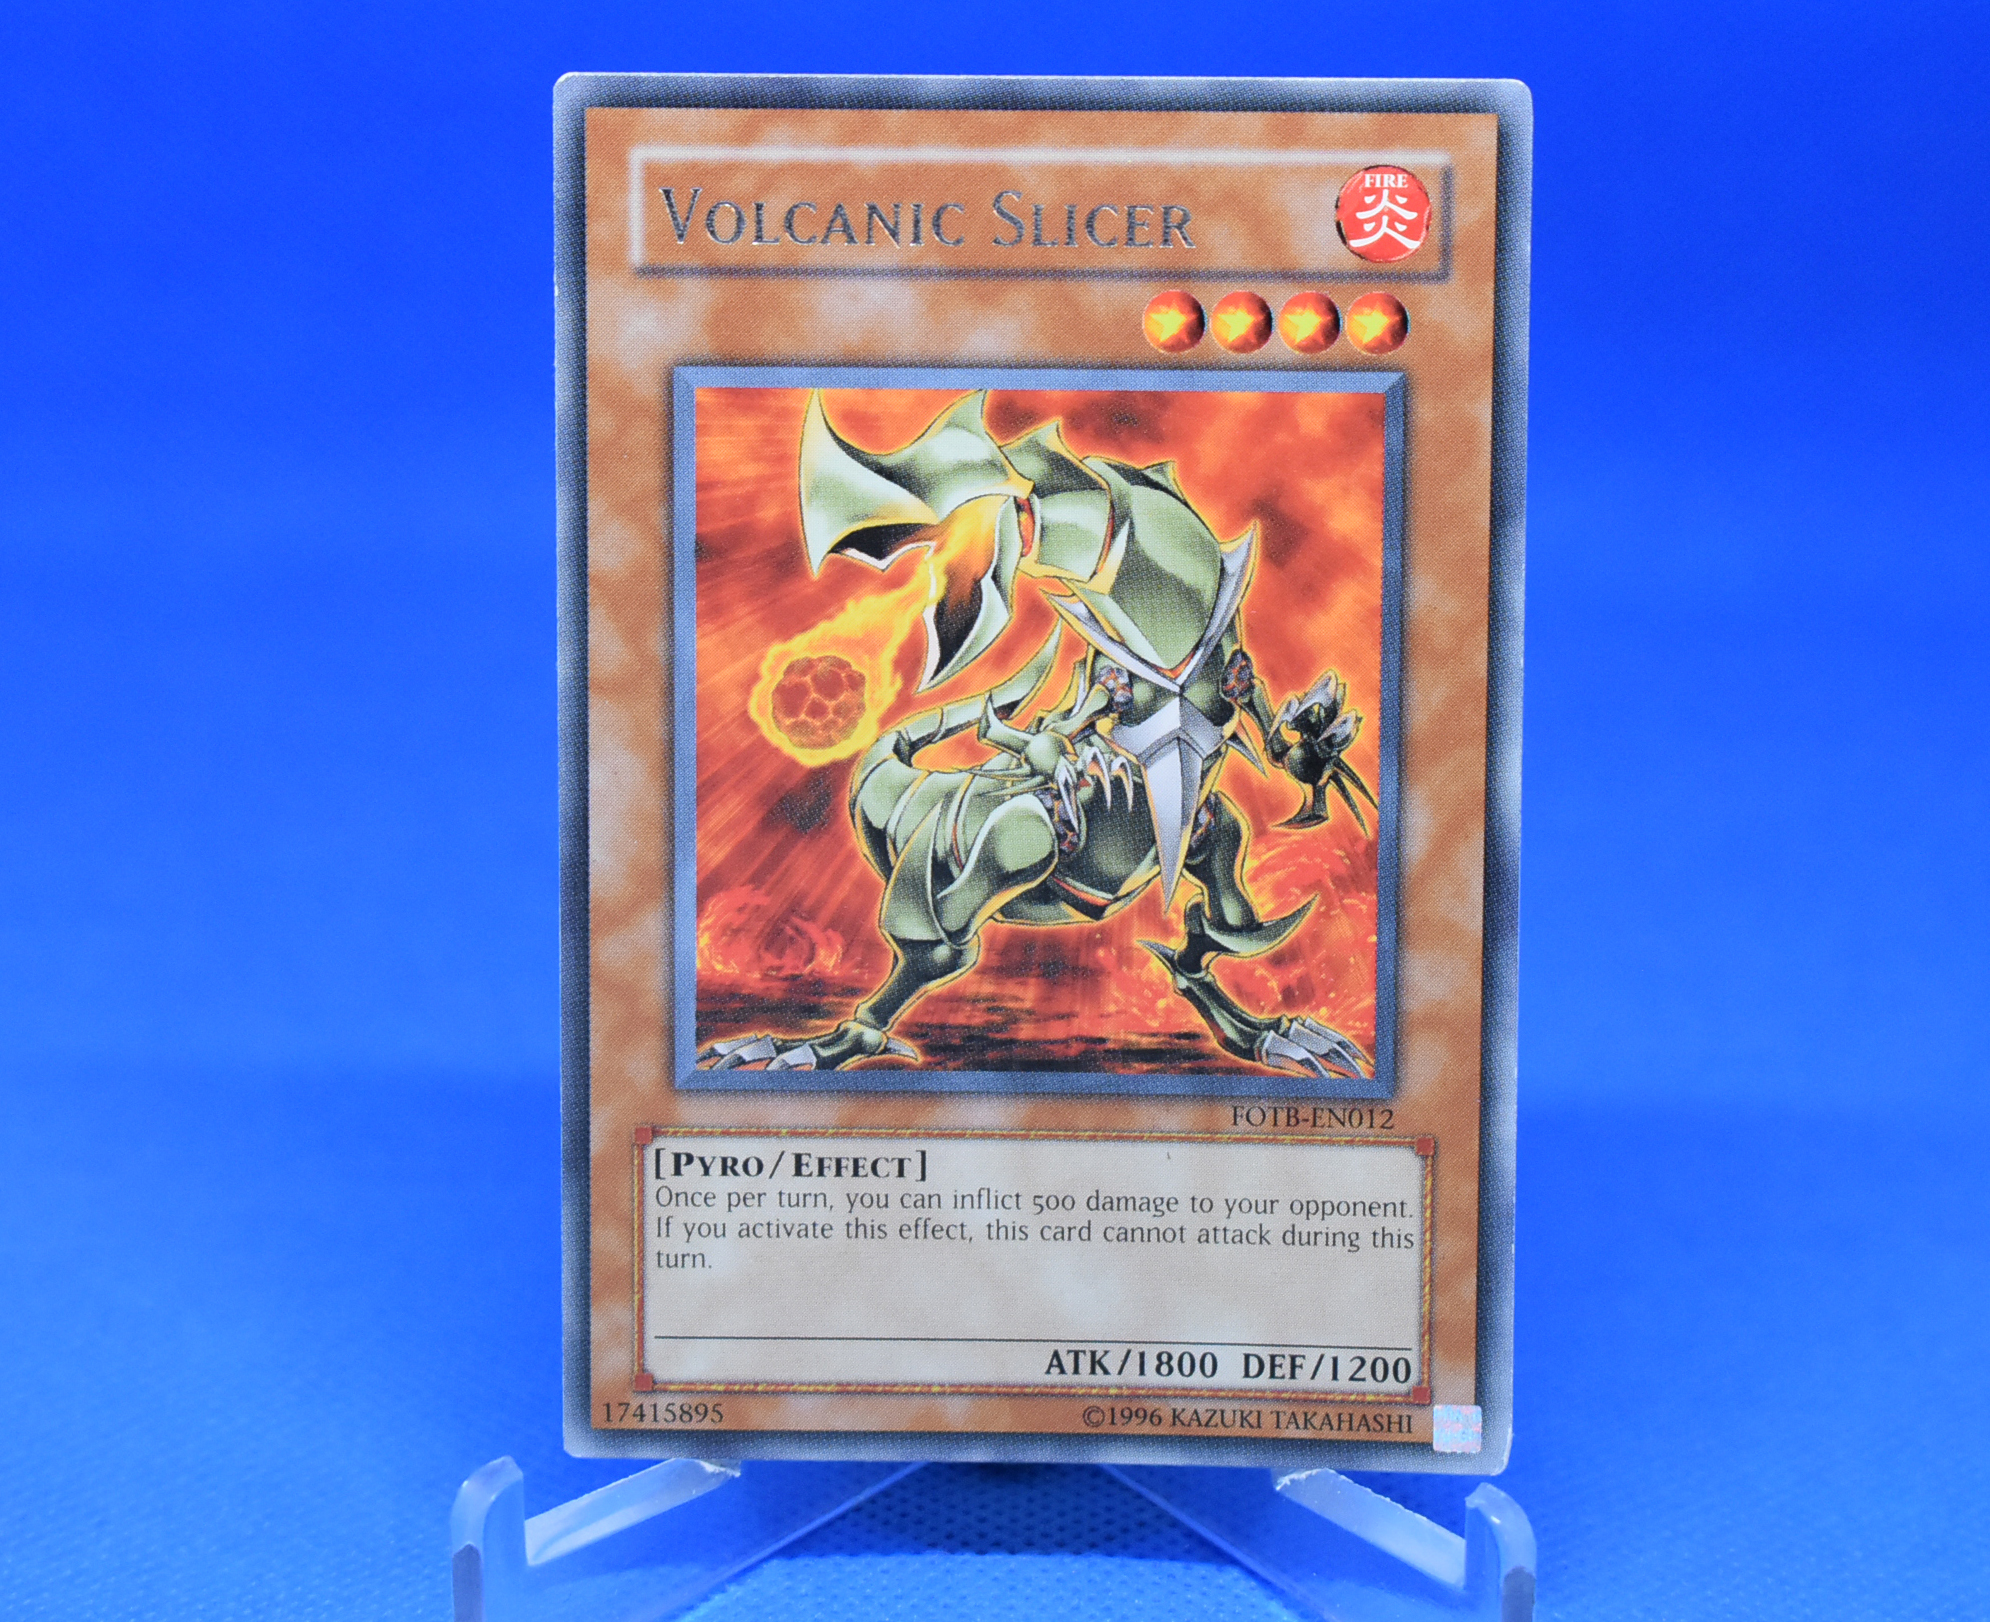 VOLCANIC SLICER
FIRE
炎
FOTB-EN012
[PYRO/EFFECT]
Once per turn, you can inflict 500 damage to your opponent.
If you activate this effect, this card cannot attack during this
turn.
ATK/1800 DEF/1200
17415895
©1996 KAZUKI TAKAHASHI